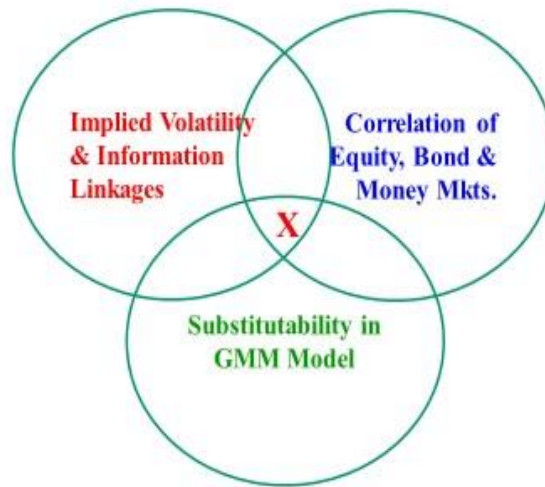 Implied Volatility
& Information
Linkages
Correlation of
Equity, Bond &
Money Mkts.
X
Substitutability in
GMM Model